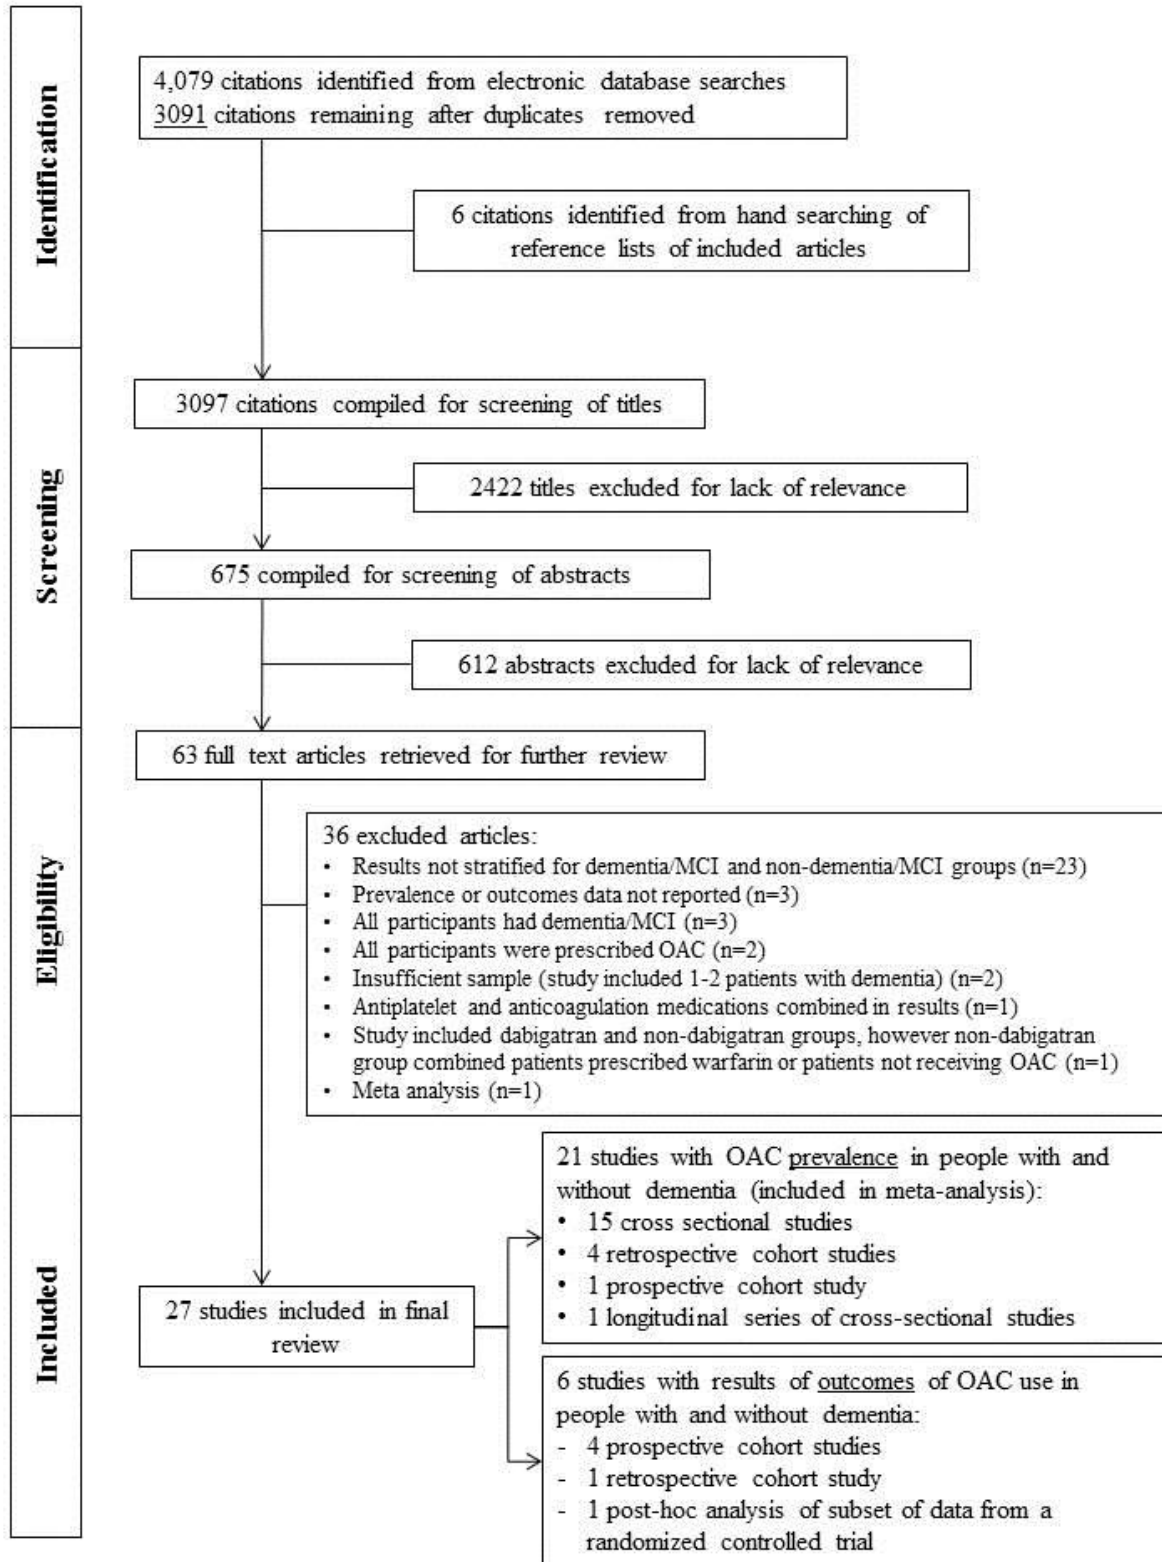 Identification
4,079 citations identified from electronic database searches
3091 citations remaining after duplicates removed
6 citations identified from hand searching of
reference lists of included articles
Screening
3097 citations compiled for screening of titles
2422 titles excluded for lack of relevance
675 compiled for screening of abstracts
612 abstracts excluded for lack of relevance
Eligibility
63 full text articles retrieved for further review
36 excluded articles:
• Results not stratified for dementia/MCI and non-dementia/MCI groups (n=23)
• Prevalence or outcomes data not reported (n=3)
• All participants had dementia/MCI (n=3)
• All participants were prescribed OAC (n=2)
• Insufficient sample (study included 1-2 patients with dementia) (n=2)
• Antiplatelet and anticoagulation medications combined in results (n=1)
• Study included dabigatran and non-dabigatran groups, however non-dabigatran
group combined patients prescribed warfarin or patients not receiving OAC (n=1)
• Meta analysis (n=1)
Included
27 studies included in final
review
21 studies with OAC prevalence in people with and
without dementia (included in meta-analysis):
• 15 cross sectional studies
• 4 retrospective cohort studies
• 1 prospective cohort study
• 1 longitudinal series of cross-sectional studies
6 studies with results of outcomes of OAC use in
people with and without dementia:
- 4 prospective cohort studies
- 1 retrospective cohort study
- 1 post-hoc analysis of subset of data from a
randomized controlled trial